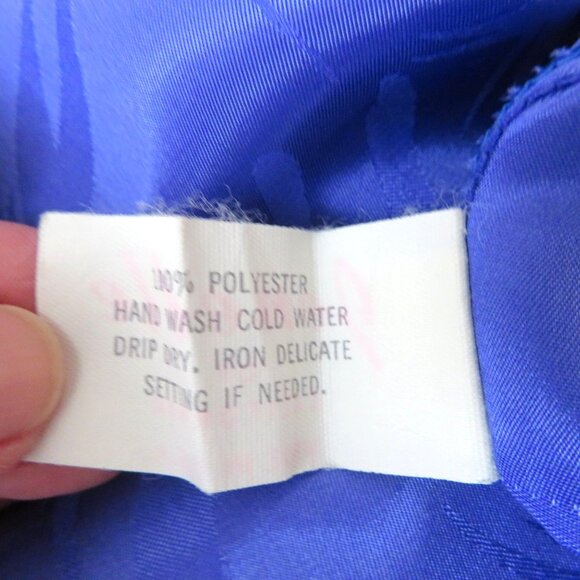 100% POLYESTER
HAND WASH COLD WATER
DRIP DRY. IRON DELICATE
SETTING IF NEEDED.